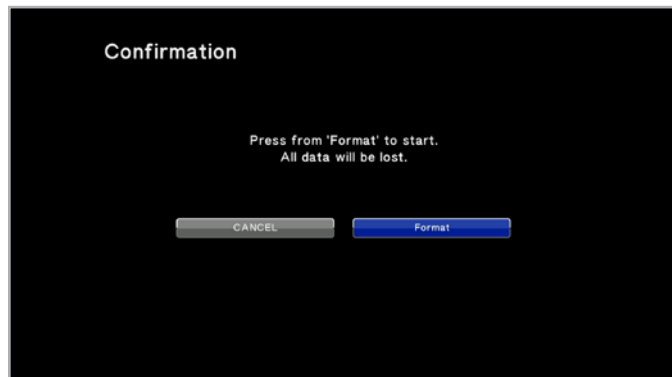 Confirmation
Press from 'Format' to start.
All data will be lost.
CANCEL
Format